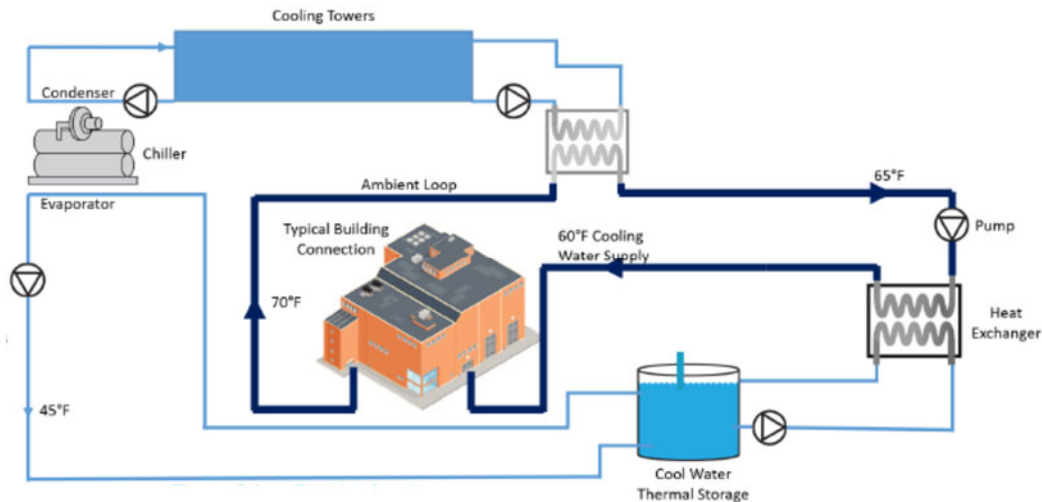 Cooling Towers
Condenser
Chiller
Evaporator
Ambient Loop
65°F
Typical Building
Connection
60°F Cooling
Water Supply
Pump
70°F
Heat
Exchanger
45°F
Cool Water
Thermal Storage